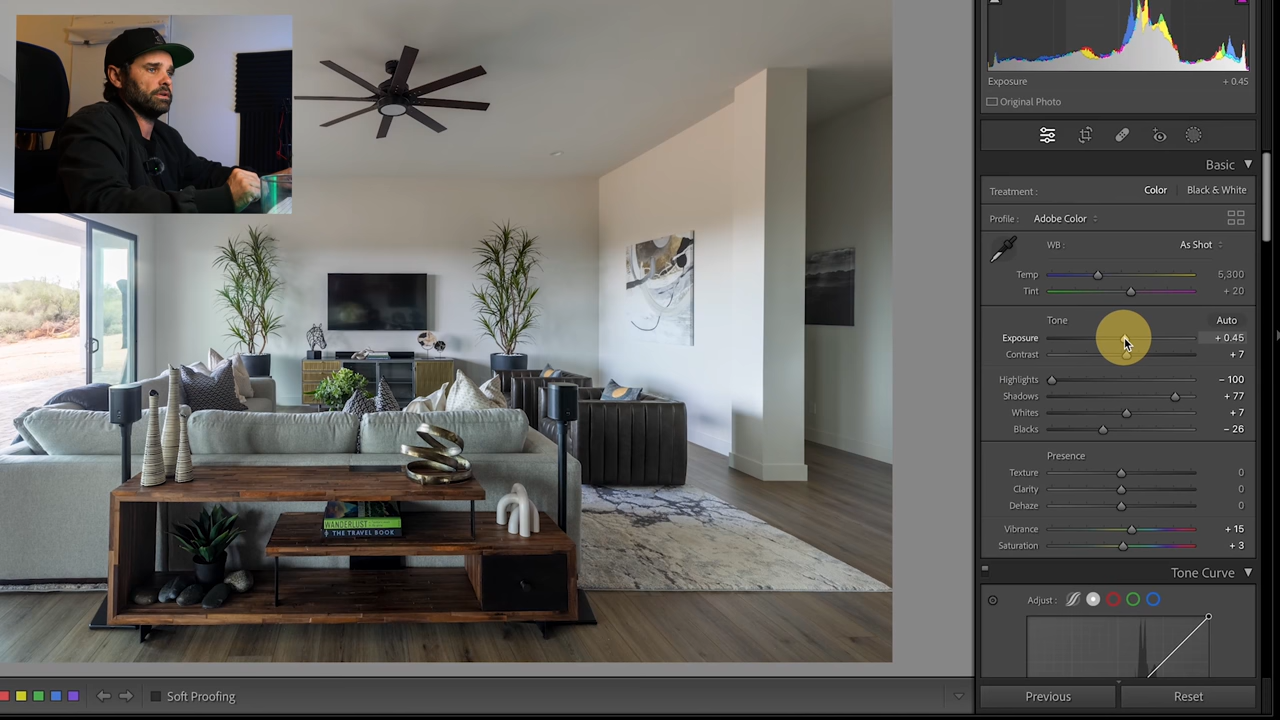 Exposure + 0.45
Original Photo
Basic
Treatment : Color Black & White
Profile : Adobe Color
WB : As Shot
Temp 5,300
Tint + 20
Tone Auto
Exposure + 0.45
Contrast + 7
Highlights − 100
Shadows + 77
Whites + 7
Blacks − 26
Presence
Texture 0
Clarity 0
Dehaze 0
Vibrance + 15
Saturation + 3
Tone Curve
Adjust :
WANDERLUST
THE TRAVEL BOOK
Soft Proofing
Previous Reset